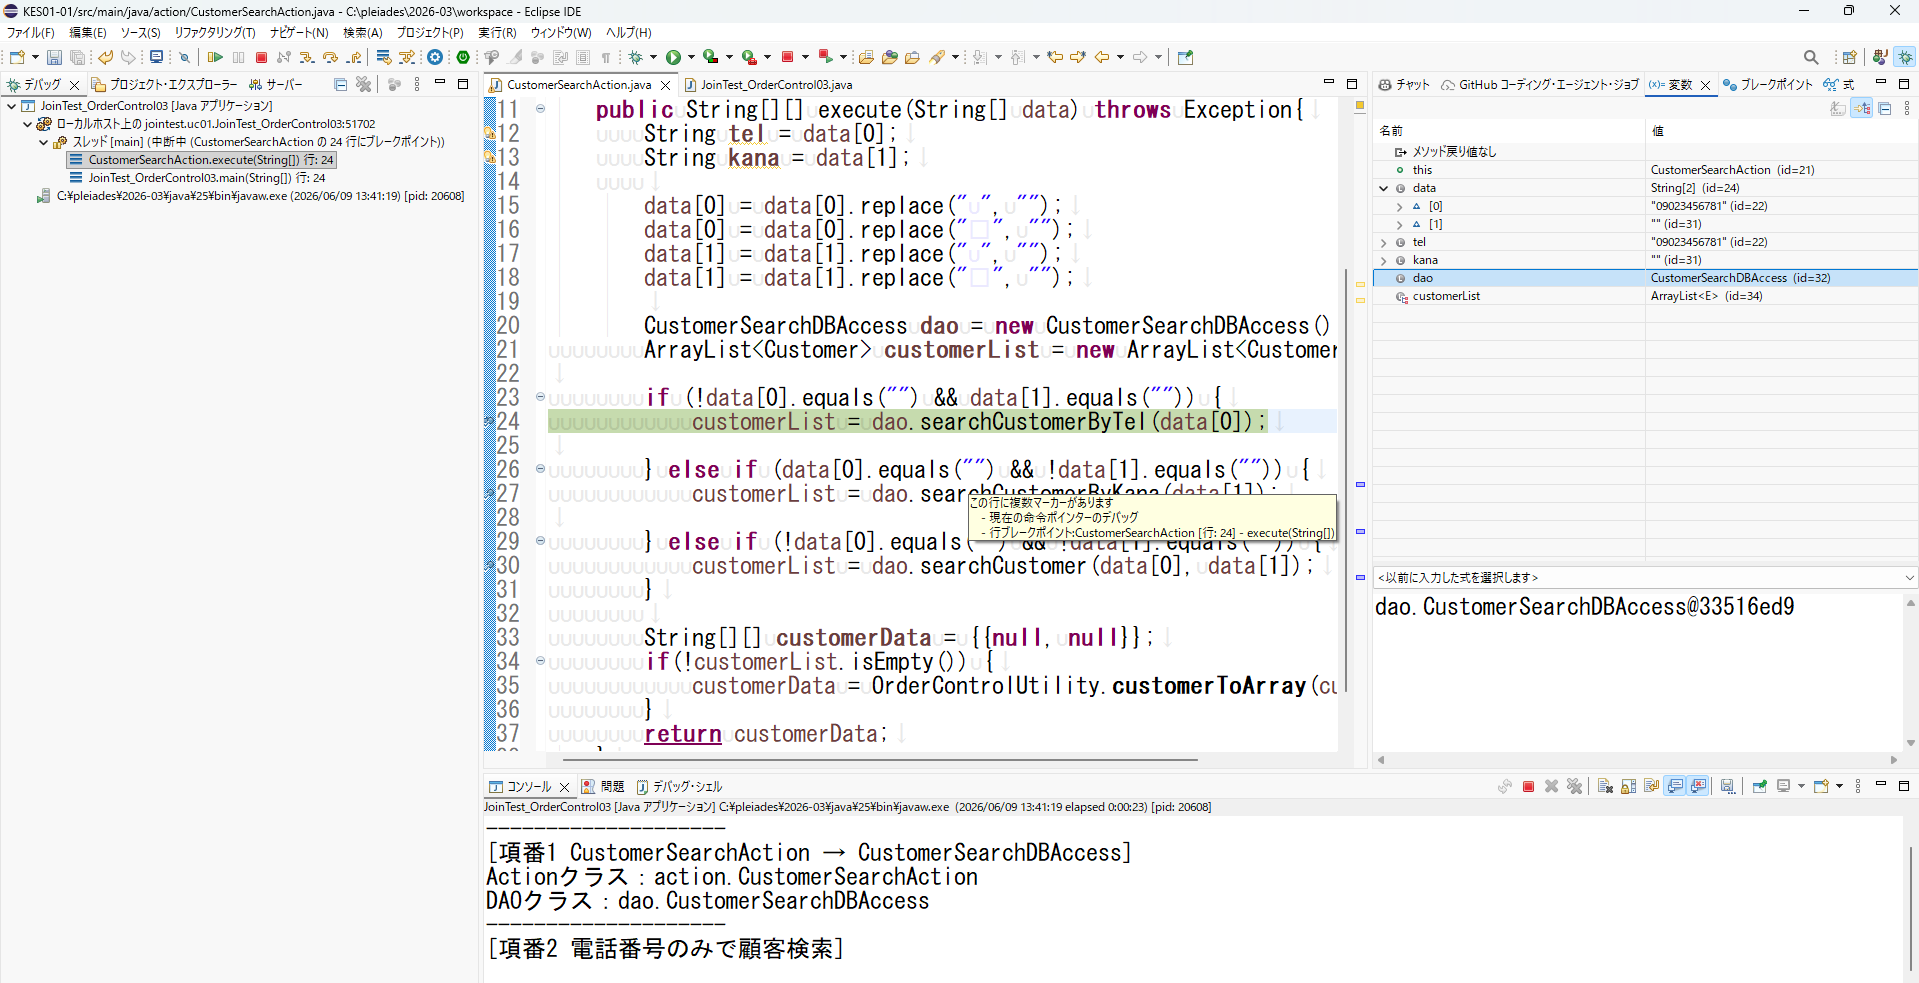 KES01-01/src/main/java/action/CustomerSearchAction.java - C:¥pleiades¥2026-03¥workspace - Eclipse IDE
ファイル(F) 編集(E) ソース(S) リファクタリング(T) ナビゲート(N) 検索(A) プロジェクト(P) 実行(R) ウィンドウ(W) ヘルプ(H)
デバッグ プロジェクト・エクスプローラー サーバー
JoinTest_OrderControl03 [Java アプリケーション]
ローカルホスト上の jointest.uc01.JoinTest_OrderControl03:51702
スレッド [main] (中断中 (CustomerSearchAction の 24 行にブレークポイント))
CustomerSearchAction.execute(String[]) 行: 24
JoinTest_OrderControl03.main(String[]) 行: 24
C:¥pleiades¥2026-03¥java¥25¥bin¥javaw.exe (2026/06/09 13:41:19) [pid: 20608]
CustomerSearchAction.java JoinTest_OrderControl03.java
11 public String[][] execute(String[] data) throws Exception{
12 String tel = data[0];
13 String kana = data[1];
14
15 data[0] = data[0].replace(" ", "");
16 data[0] = data[0].replace("　", "");
17 data[1] = data[1].replace(" ", "");
18 data[1] = data[1].replace("　", "");
19
20 CustomerSearchDBAccess dao = new CustomerSearchDBAccess()
21 ArrayList<Customer> customerList = new ArrayList<Customer
22
23 if (!data[0].equals("") && data[1].equals("")) {
24 customerList = dao.searchCustomerByTel(data[0]);
25
26 } else if (data[0].equals("") && !data[1].equals("")) {
27 customerList = dao.searchCustomerByKana(data[1]);
この行に複数マーカーがあります
- 現在の命令ポインターのデバッグ
- 行ブレークポイント:CustomerSearchAction [行: 24] - execute(String[])
28
29 } else if (!data[0].equals("") && !data[1].equals("")) {
30 customerList = dao.searchCustomer(data[0], data[1]);
31 }
32
33 String[][] customerData = {{null, null}};
34 if(!customerList.isEmpty()) {
35 customerData = OrderControlUtility.customerToArray(cu
36 }
37 return customerData;
チャット GitHub コーディング・エージェント・ジョブ (x)= 変数 ブレークポイント 式
名前 値
メソッド戻り値なし
this CustomerSearchAction (id=21)
data String[2] (id=24)
[0] "09023456781" (id=22)
[1] "" (id=31)
tel "09023456781" (id=22)
kana "" (id=31)
dao CustomerSearchDBAccess (id=32)
customerList ArrayList<E> (id=34)
<以前に入力した式を選択します>
dao.CustomerSearchDBAccess@33516ed9
コンソール 問題 デバッグ・シェル
JoinTest_OrderControl03 [Java アプリケーション] C:¥pleiades¥2026-03¥java¥25¥bin¥javaw.exe (2026/06/09 13:41:19 elapsed 0:00:23) [pid: 20608]
--------------------
[項番1 CustomerSearchAction → CustomerSearchDBAccess]
Actionクラス：action.CustomerSearchAction
DAOクラス：dao.CustomerSearchDBAccess
--------------------
[項番2 電話番号のみで顧客検索]